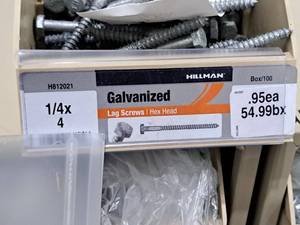 H812021
HILLMAN
Box/100
1/4x
4
Galvanized
Lag Screws | Hex Head
.95ea
54.99bx